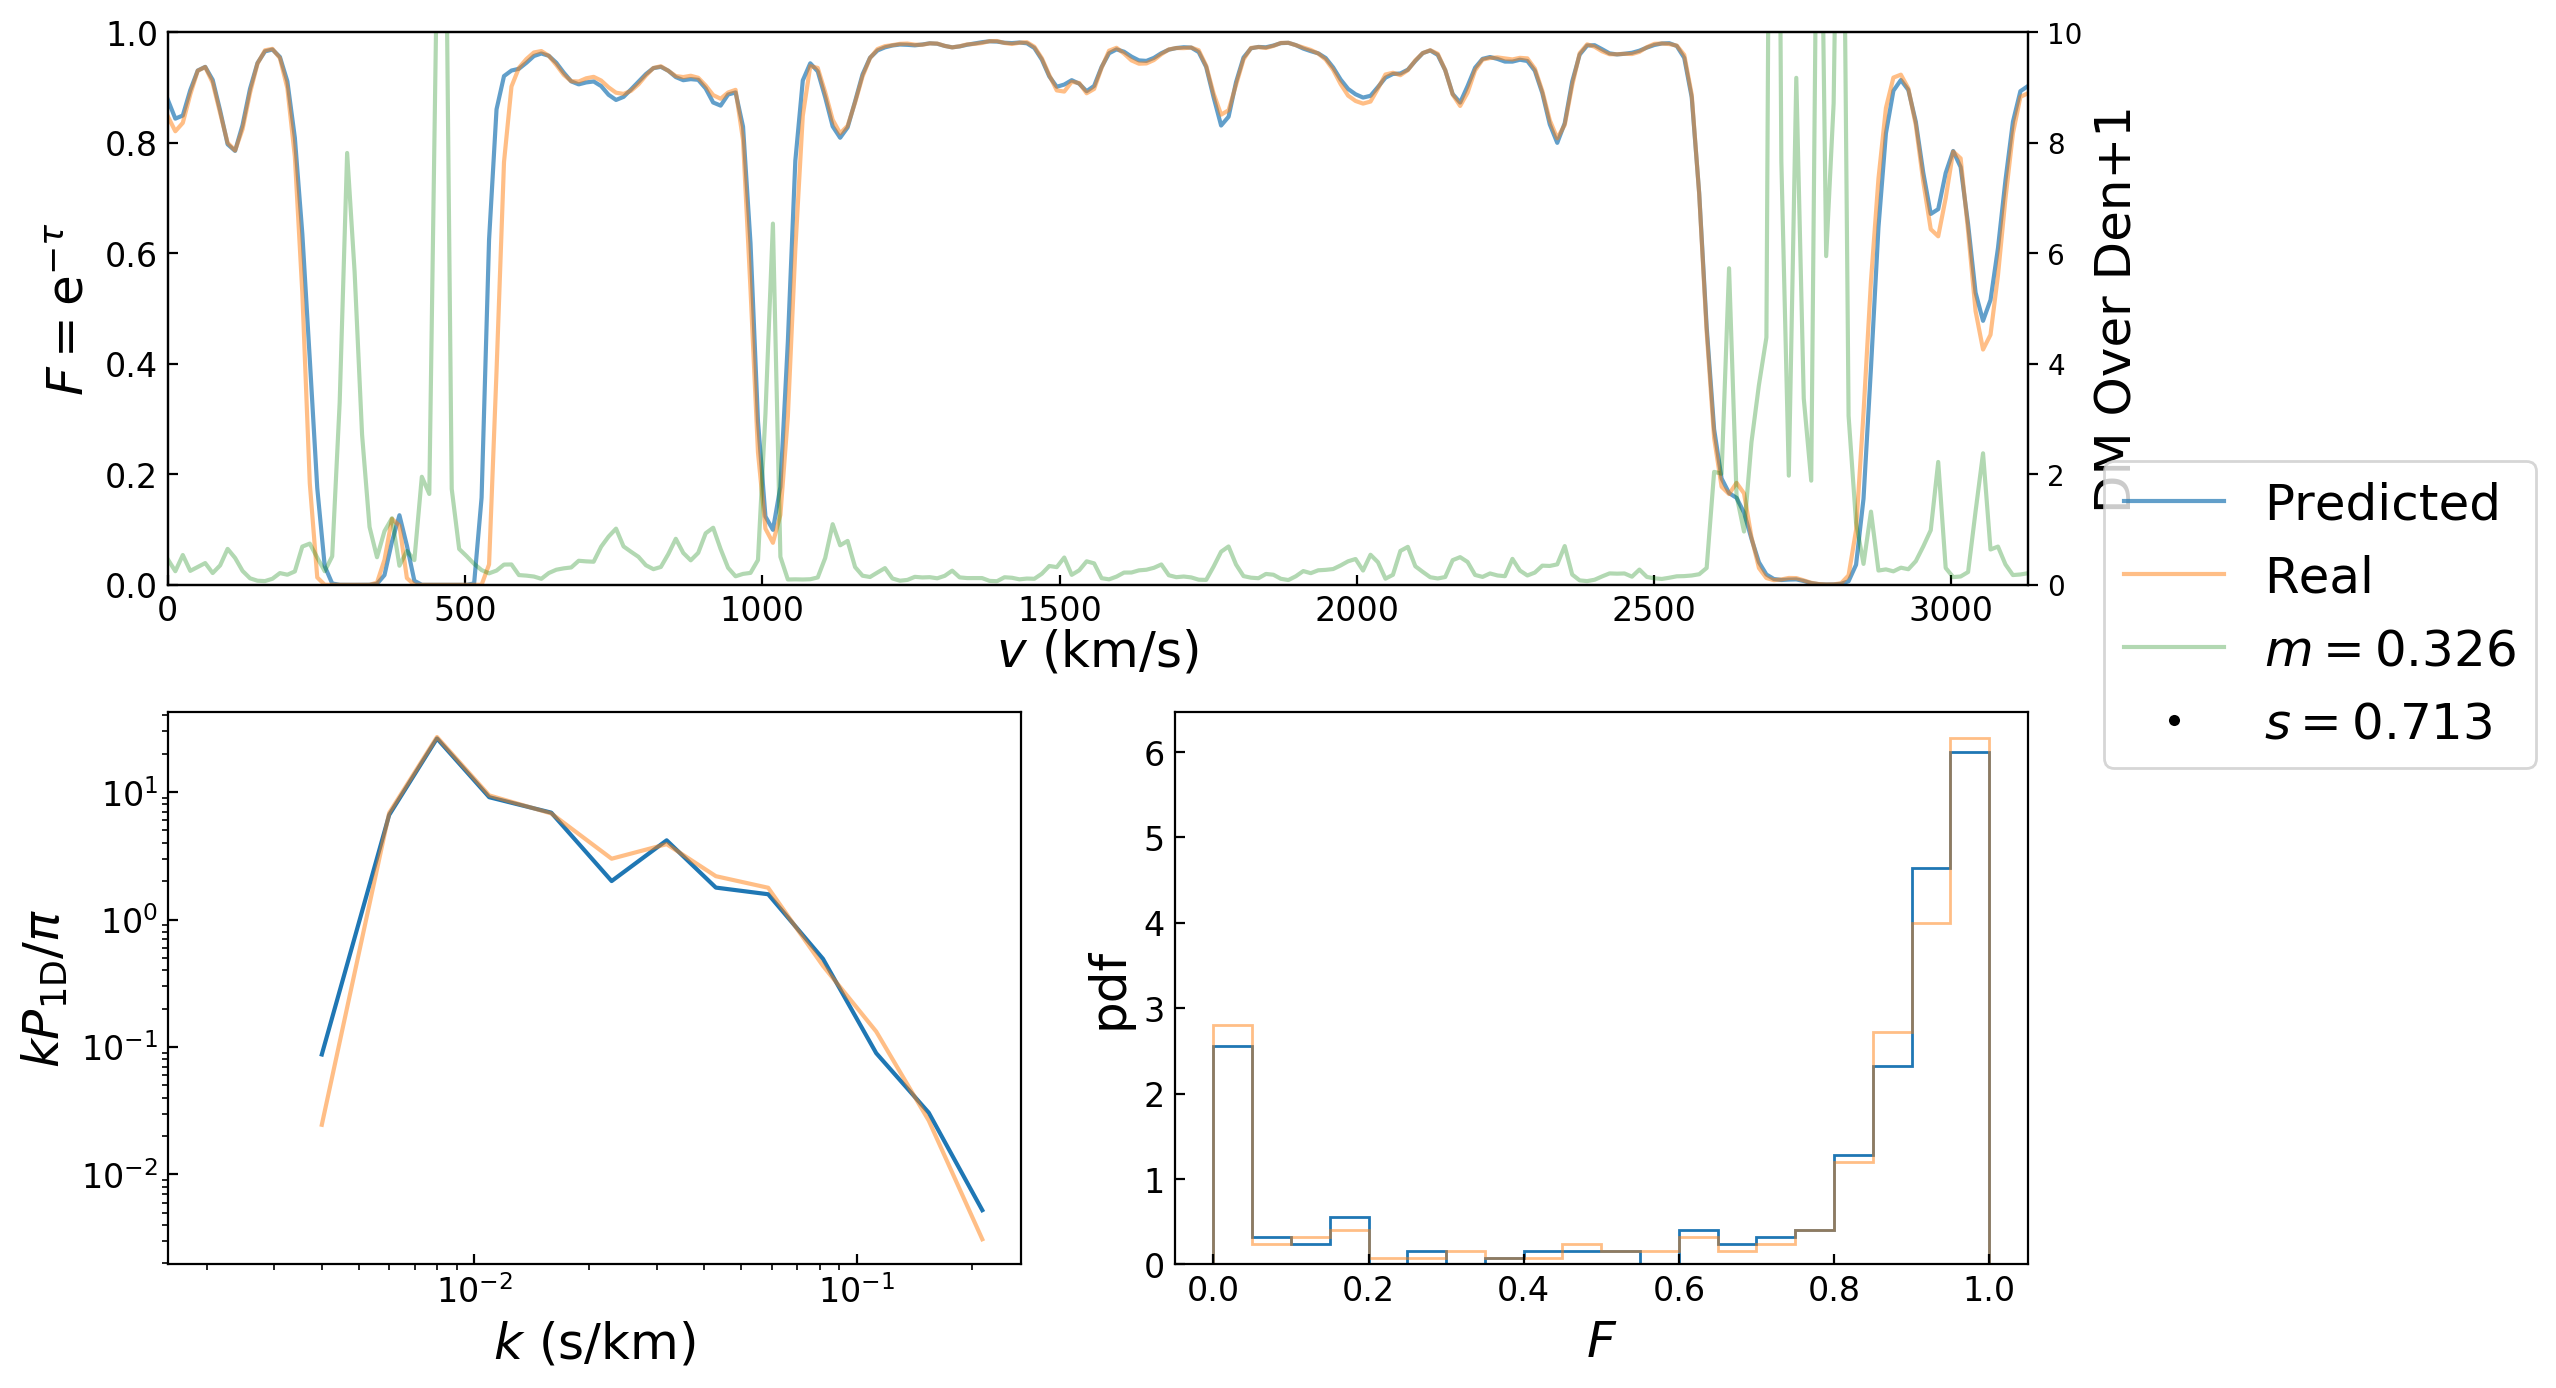 1.0
0.8
0.6
0.4
0.2
0.0
F = e^{−τ}
10
8
6
4
2
0
DM Over Den+1
0 500 1000 1500 2000 2500 3000
v (km/s)
Predicted
Real
m = 0.326
s = 0.713
10^1
10^0
10^{−1}
10^{−2}
kP_{1D}/π
10^{−2} 10^{−1}
k (s/km)
6
5
4
3
2
1
0
pdf
0.0 0.2 0.4 0.6 0.8 1.0
F